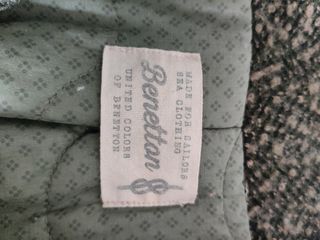 MADE FOR SAILORS
SEA CLOTHING
Benetton
UNITED COLORS
OF BENETTON